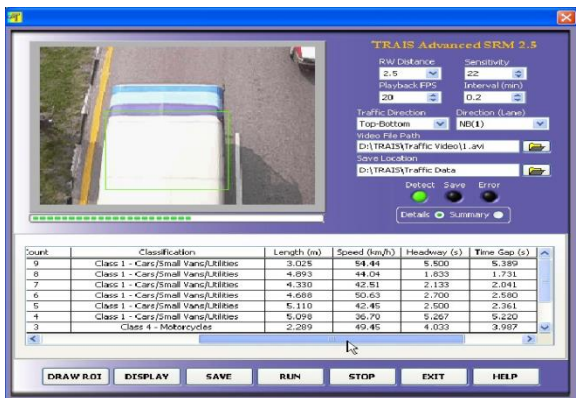 TRAIS Advanced SRM 2.5
RW Distance Sensitivity
2.5 22
Playback FPS Interval (min)
20 0.2
Traffic Direction Direction (Lane)
Top-Bottom NB(1)
Video File Path
D:\TRAIS\Traffic Video\1.avi
Save Location
D:\TRAIS\Traffic Data
Detect Save Error
Details Summary
Count Classification Length (m) Speed (km/h) Headway (s) Time Gap (s)
9 Class 1 - Cars/Small Vans/Utilities 3.025 54.44 5.500 5.389
8 Class 1 - Cars/Small Vans/Utilities 4.893 44.04 1.833 1.731
7 Class 1 - Cars/Small Vans/Utilities 4.330 42.51 2.133 2.041
6 Class 1 - Cars/Small Vans/Utilities 4.688 50.63 2.700 2.580
5 Class 1 - Cars/Small Vans/Utilities 5.110 42.45 2.500 2.361
4 Class 1 - Cars/Small Vans/Utilities 5.098 36.70 5.267 5.220
3 Class 4 - Motorcycles 2.289 49.45 4.033 3.987
DRAW ROI DISPLAY SAVE RUN STOP EXIT HELP